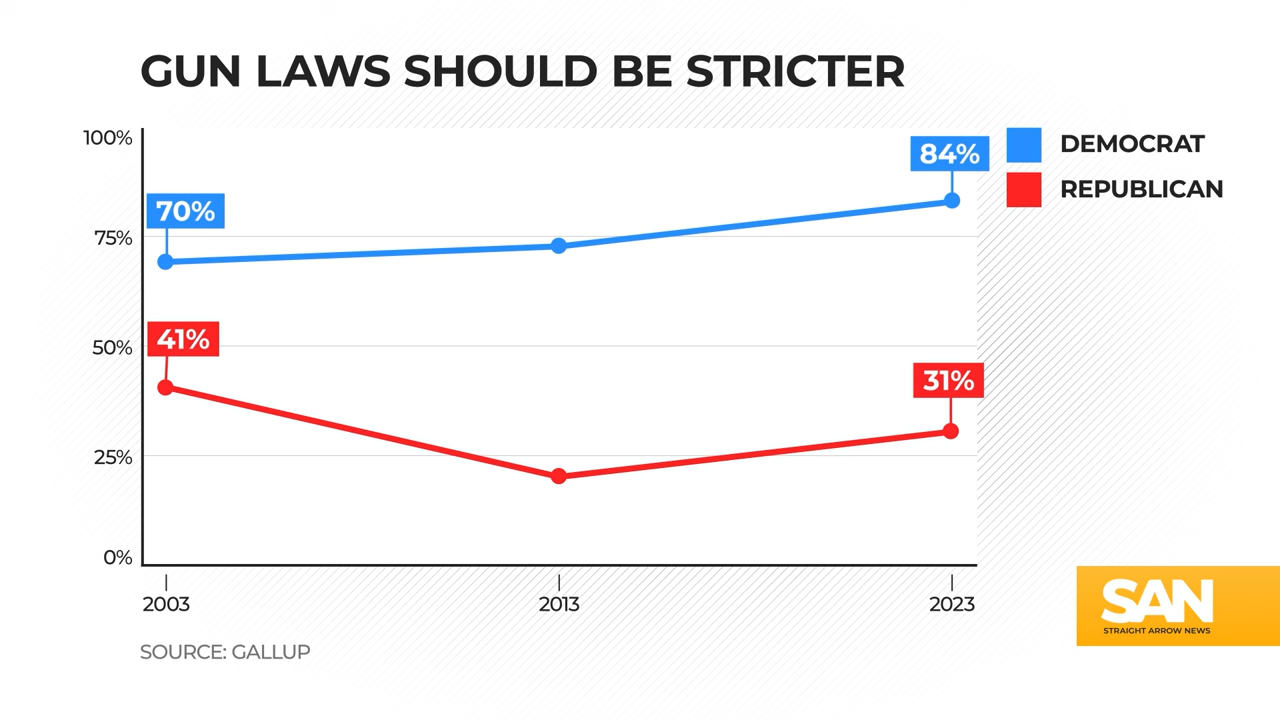 GUN LAWS SHOULD BE STRICTER
100%
75%
50%
25%
0%
70%
84%
41%
31%
DEMOCRAT
REPUBLICAN
2003
2013
2023
SOURCE: GALLUP
SAN
STRAIGHT ARROW NEWS